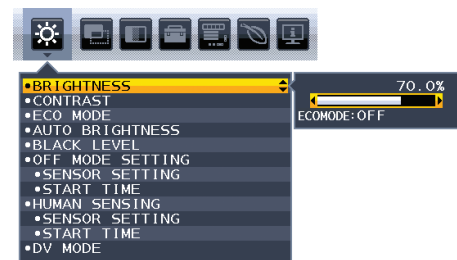 •BRIGHTNESS
•CONTRAST
•ECO MODE
•AUTO BRIGHTNESS
•BLACK LEVEL
•OFF MODE SETTING
•SENSOR SETTING
•START TIME
•HUMAN SENSING
•SENSOR SETTING
•START TIME
•DV MODE
70.0%
ECOMODE:OFF